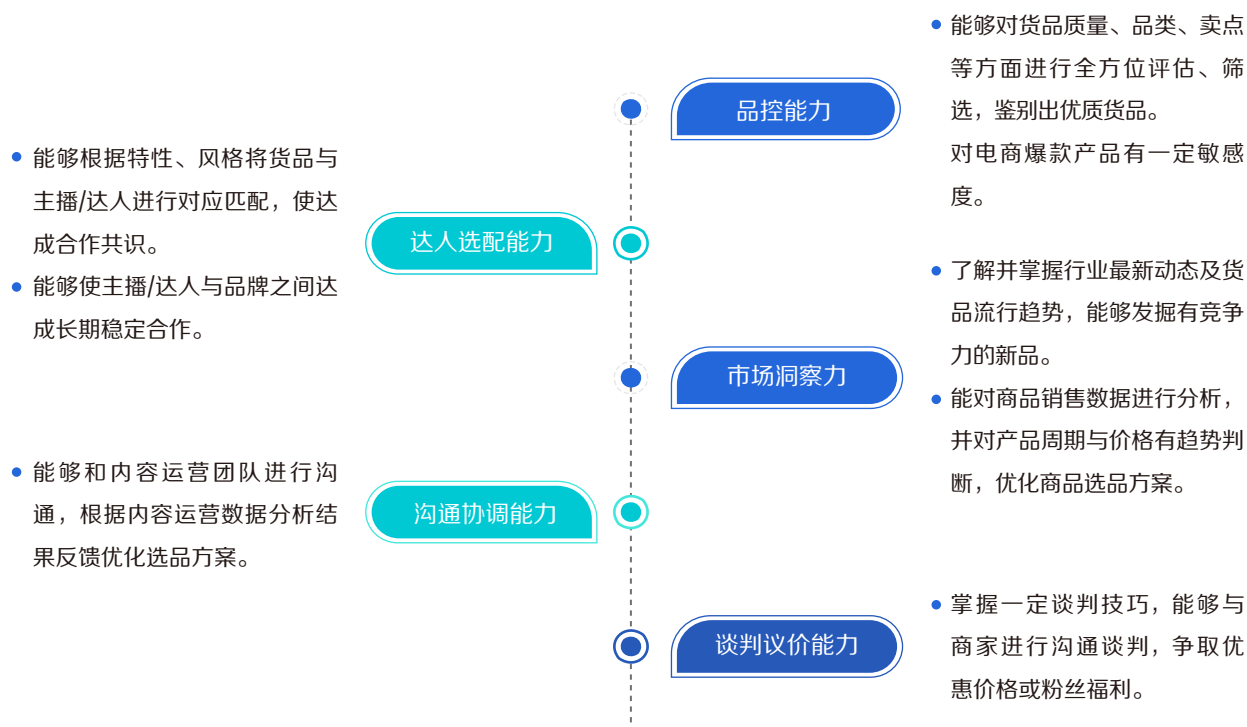 能够对货品质量、品类、卖点
等方面进行全方位评估、筛
选，鉴别出优质货品。
对电商爆款产品有一定敏感
度。
品控能力
能够根据特性、风格将货品与
主播/达人进行对应匹配，使达
成合作共识。
能够使主播/达人与品牌之间达
成长期稳定合作。
达人选配能力
了解并掌握行业最新动态及货
品流行趋势，能够发掘有竞争
力的新品。
能对商品销售数据进行分析，
并对产品周期与价格有趋势判
断，优化商品选品方案。
市场洞察力
能够和内容运营团队进行沟
通，根据内容运营数据分析结
果反馈优化选品方案。
沟通协调能力
掌握一定谈判技巧，能够与
商家进行沟通谈判，争取优
惠价格或粉丝福利。
谈判议价能力